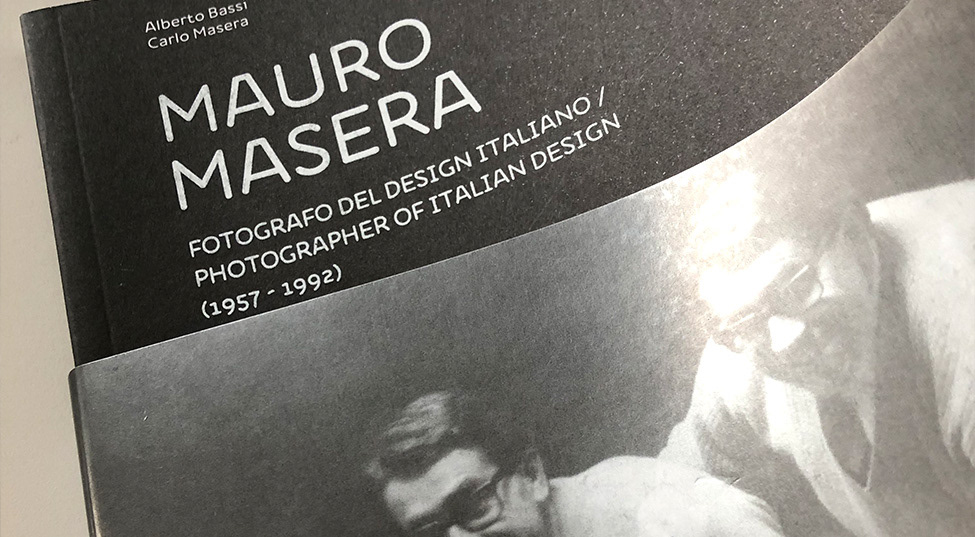 Alberto Bassi
Carlo Masera
MAURO
MASERA
FOTOGRAFO DEL DESIGN ITALIANO /
PHOTOGRAPHER OF ITALIAN DESIGN
(1957 - 1992)